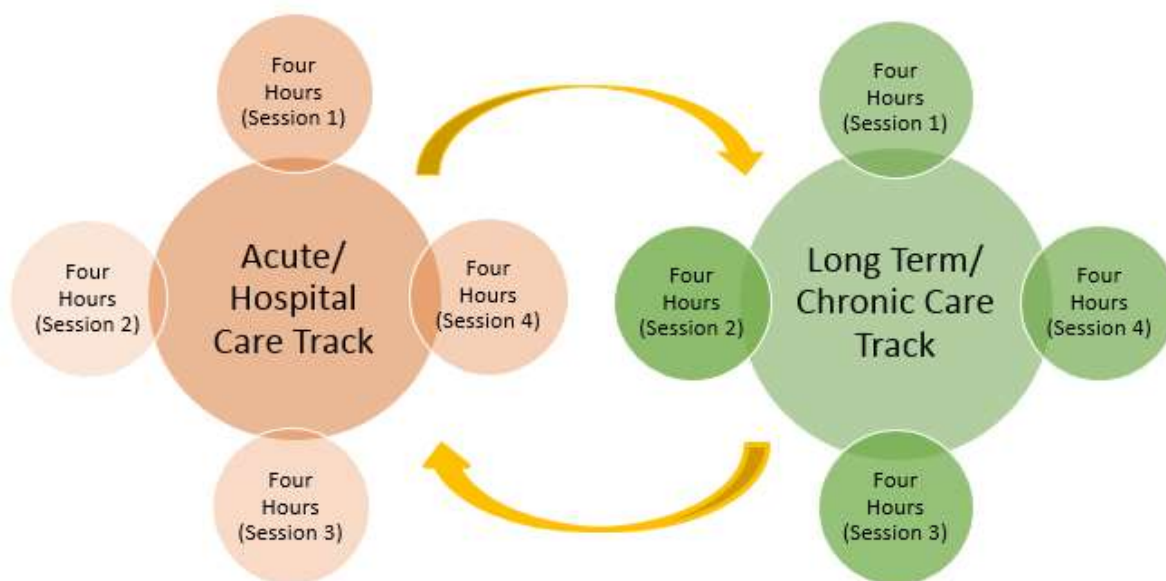 Four
Hours
(Session 1)
Four
Hours
(Session 2)
Acute/
Hospital
Care Track
Four
Hours
(Session 4)
Four
Hours
(Session 3)
Four
Hours
(Session 1)
Four
Hours
(Session 2)
Long Term/
Chronic Care
Track
Four
Hours
(Session 4)
Four
Hours
(Session 3)